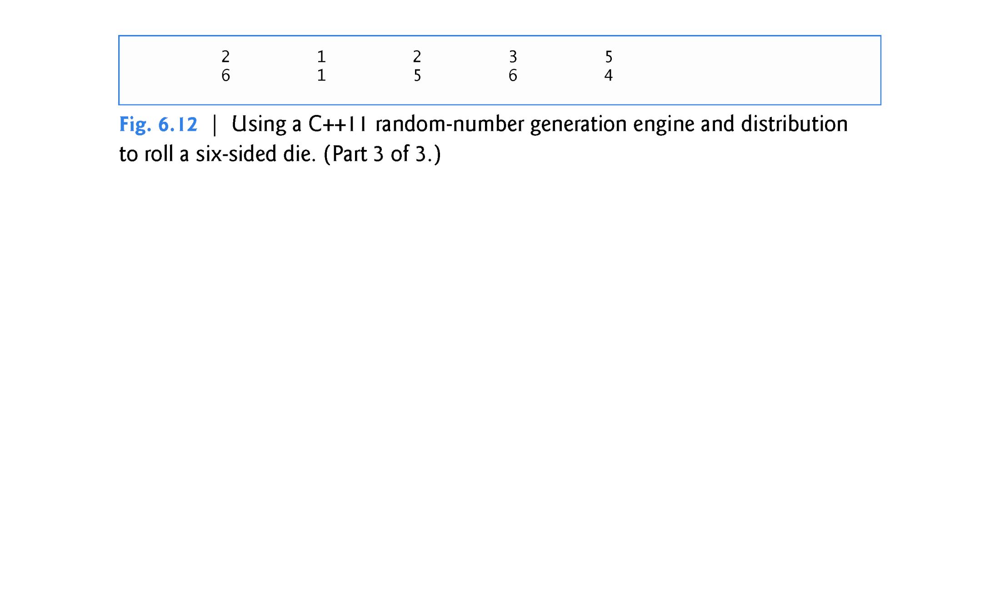 2 1 2 3 5
6 1 5 6 4
Fig. 6.12 | Using a C++11 random-number generation engine and distribution
to roll a six-sided die. (Part 3 of 3.)